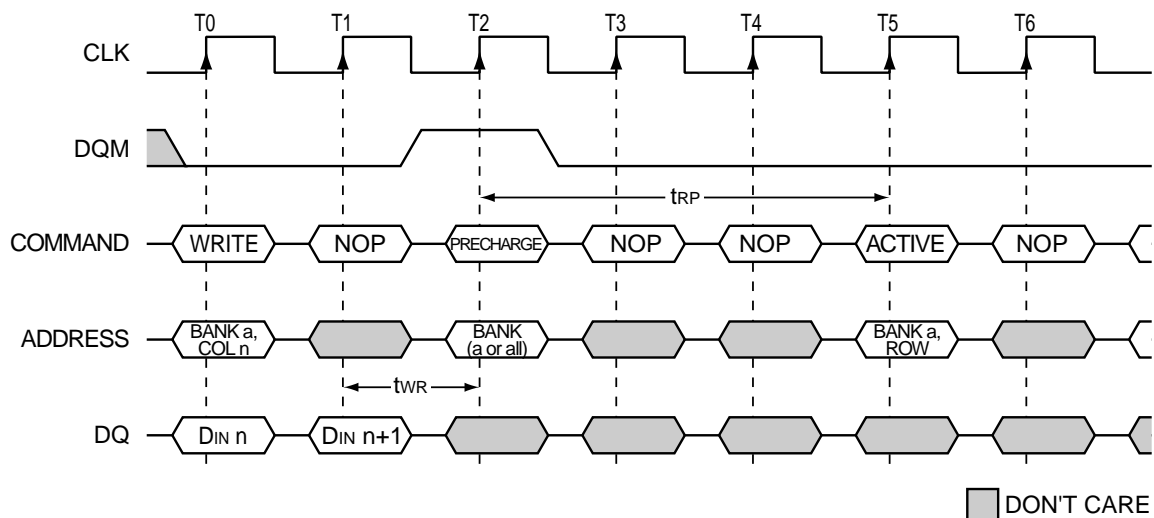 T0 T1 T2 T3 T4 T5 T6
CLK
DQM
tRP
COMMAND WRITE NOP PRECHARGE NOP NOP ACTIVE NOP
ADDRESS BANK a, COL n BANK (a or all) BANK a, ROW
tWR
DQ DIN n DIN n+1
DON'T CARE